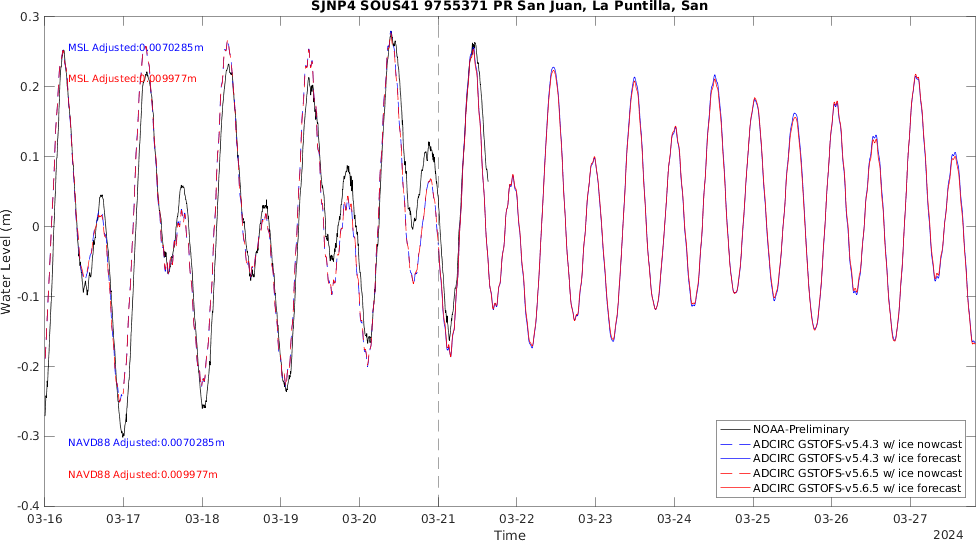 SJNP4 SOUS41 9755371 PR San Juan, La Puntilla, San
0.3
0.2
0.1
0
-0.1
-0.2
-0.3
-0.4
Water Level (m)
MSL Adjusted:0.0070285m
MSL Adjusted:0.009977m
NAVD88 Adjusted:0.0070285m
NAVD88 Adjusted:0.009977m
NOAA-Preliminary
ADCIRC GSTOFS-v5.4.3 w/ ice nowcast
ADCIRC GSTOFS-v5.4.3 w/ ice forecast
ADCIRC GSTOFS-v5.6.5 w/ ice nowcast
ADCIRC GSTOFS-v5.6.5 w/ ice forecast
03-16 03-17 03-18 03-19 03-20 03-21 03-22 03-23 03-24 03-25 03-26 03-27
Time
2024